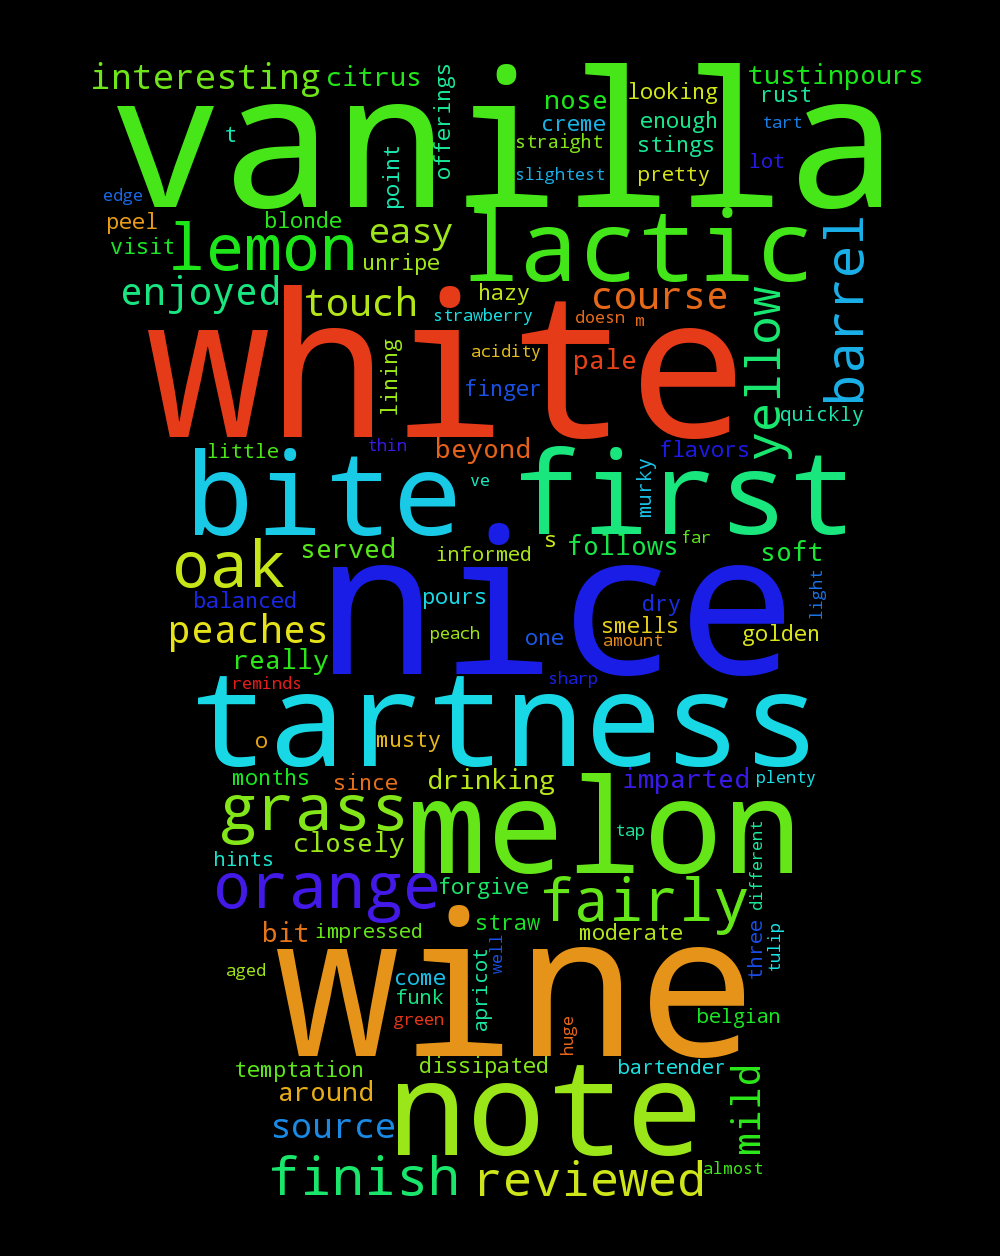 interesting citrus offerings nose looking tustinpours
vanilla creme enough rust
t point straight stings tart
slightest pretty lot
edge
peel blonde easy lactic barrel
visit lemon unripe
enjoyed touch hazy course yellow
strawberry doesn m
white lining acidity pale
finger quickly
little thin beyond flavors
bite ve first murky
oak served informed s follows far soft
balanced pours nice dry light
peaches peach one smells golden
amount
really
reminds sharp
tartness
o musty
months since drinking imparted plenty
grass melon tap different
closely
hints
orange forgive fairly
bit impressed straw moderate three tulip
aged wine come apricot well
funk
green huge belgian
temptation dissipated bartender mild
around note
source
finish reviewed almost